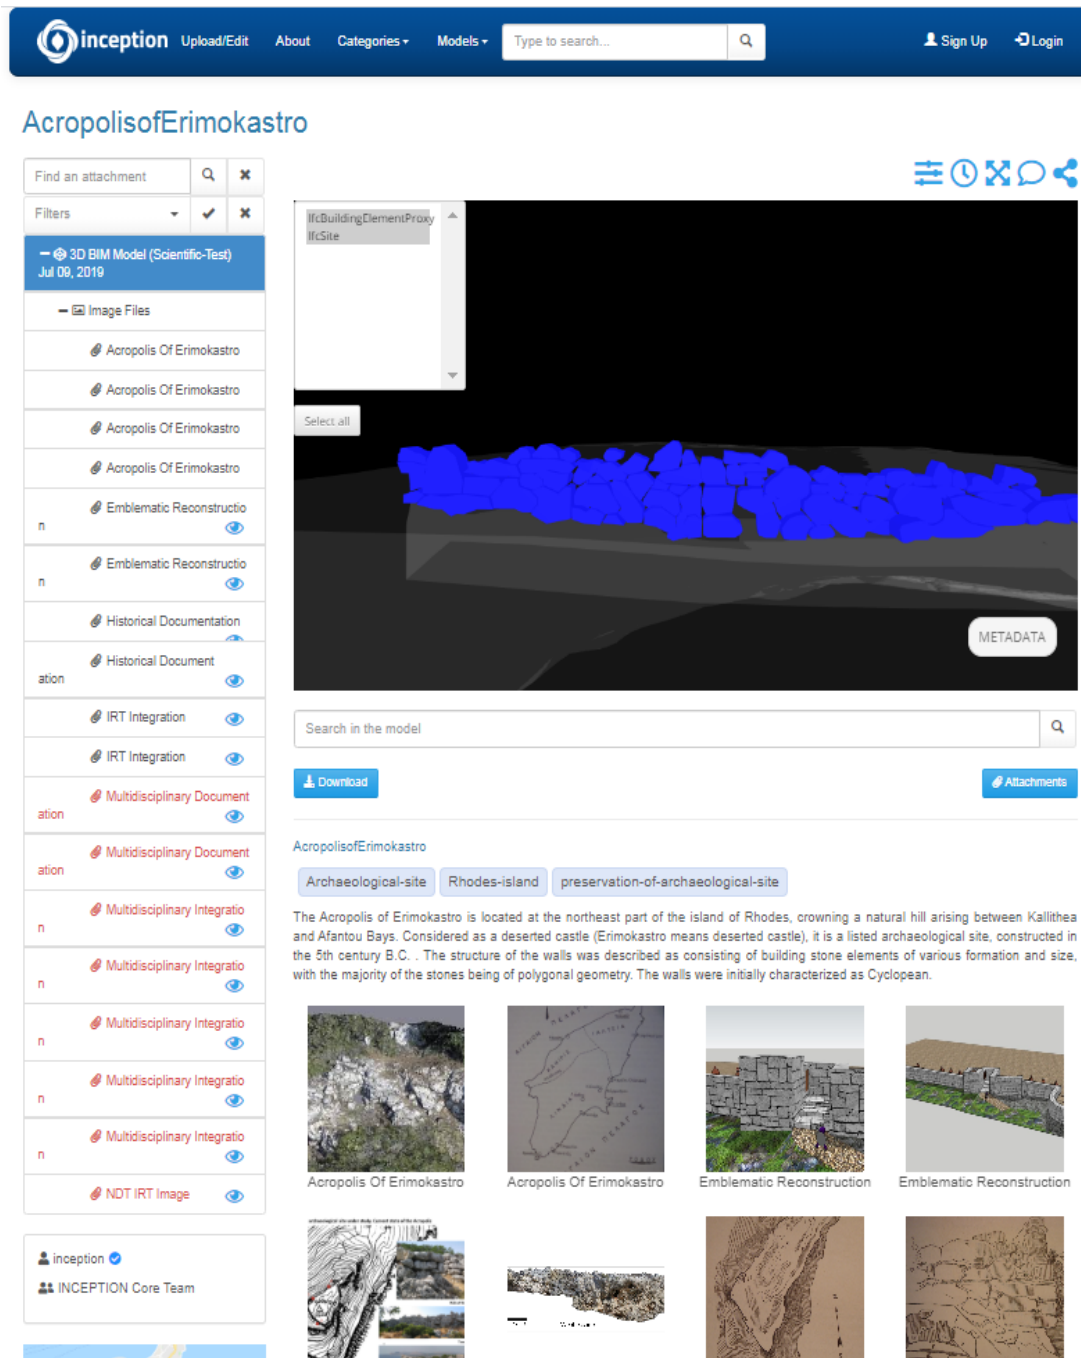 inception Upload/Edit About Categories Models Type to search... Sign Up Login
AcropolisofErimokastro
Find an attachment
Filters
3D BIM Model (Scientific-Test)
Jul 09, 2019
Image Files
Acropolis Of Erimokastro
Acropolis Of Erimokastro
Acropolis Of Erimokastro
Acropolis Of Erimokastro
Emblematic Reconstructio
n
Emblematic Reconstructio
n
Historical Documentation
Historical Document
ation
IRT Integration
IRT Integration
Multidisciplinary Document
ation
Multidisciplinary Document
ation
Multidisciplinary Integratio
n
Multidisciplinary Integratio
n
Multidisciplinary Integratio
n
Multidisciplinary Integratio
n
Multidisciplinary Integratio
n
NDT IRT Image
inception
INCEPTION Core Team
IfcBuildingElementProxy
IfcSite
Select all
METADATA
Search in the model
Download
Attachments
AcropolisofErimokastro
Archaeological-site Rhodes-island preservation-of-archaeological-site
The Acropolis of Erimokastro is located at the northeast part of the island of Rhodes, crowning a natural hill arising between Kallithea
and Afantou Bays. Considered as a deserted castle (Erimokastro means deserted castle), it is a listed archaeological site, constructed in
the 5th century B.C. . The structure of the walls was described as consisting of building stone elements of various formation and size,
with the majority of the stones being of polygonal geometry. The walls were initially characterized as Cyclopean.
Acropolis Of Erimokastro Acropolis Of Erimokastro Emblematic Reconstruction Emblematic Reconstruction